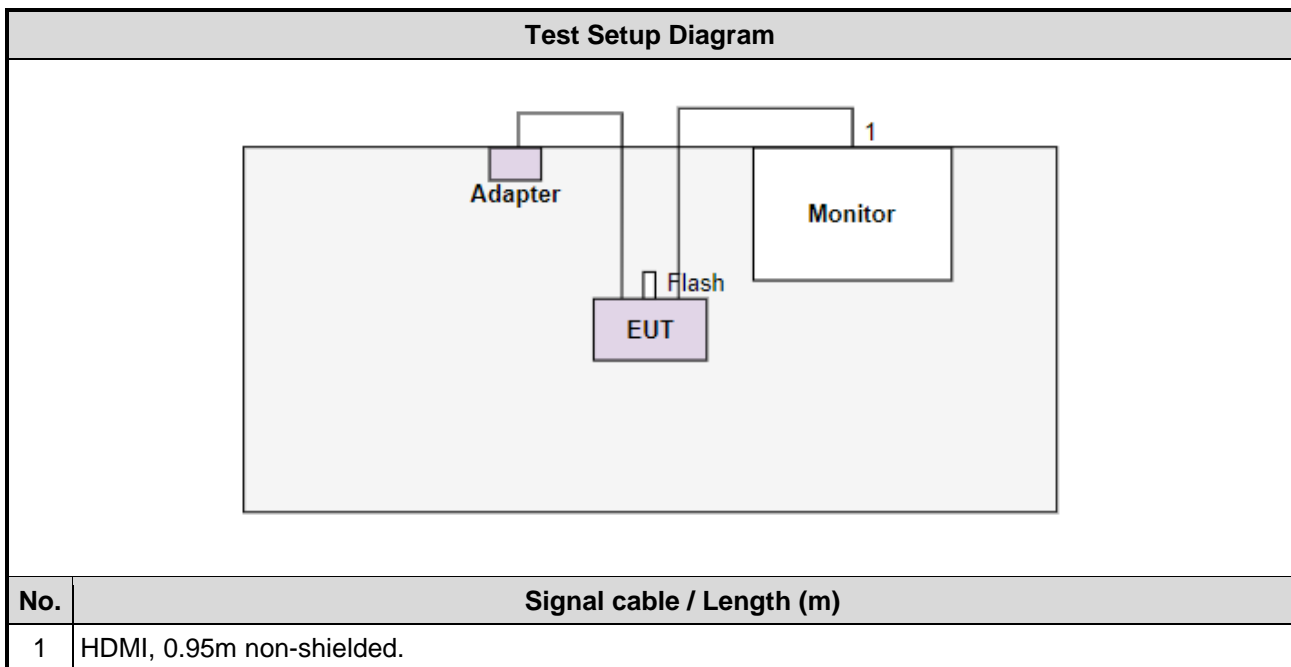 Test Setup Diagram
1
Adapter
Monitor
Flash
EUT
No. Signal cable / Length (m)
1 HDMI, 0.95m non-shielded.